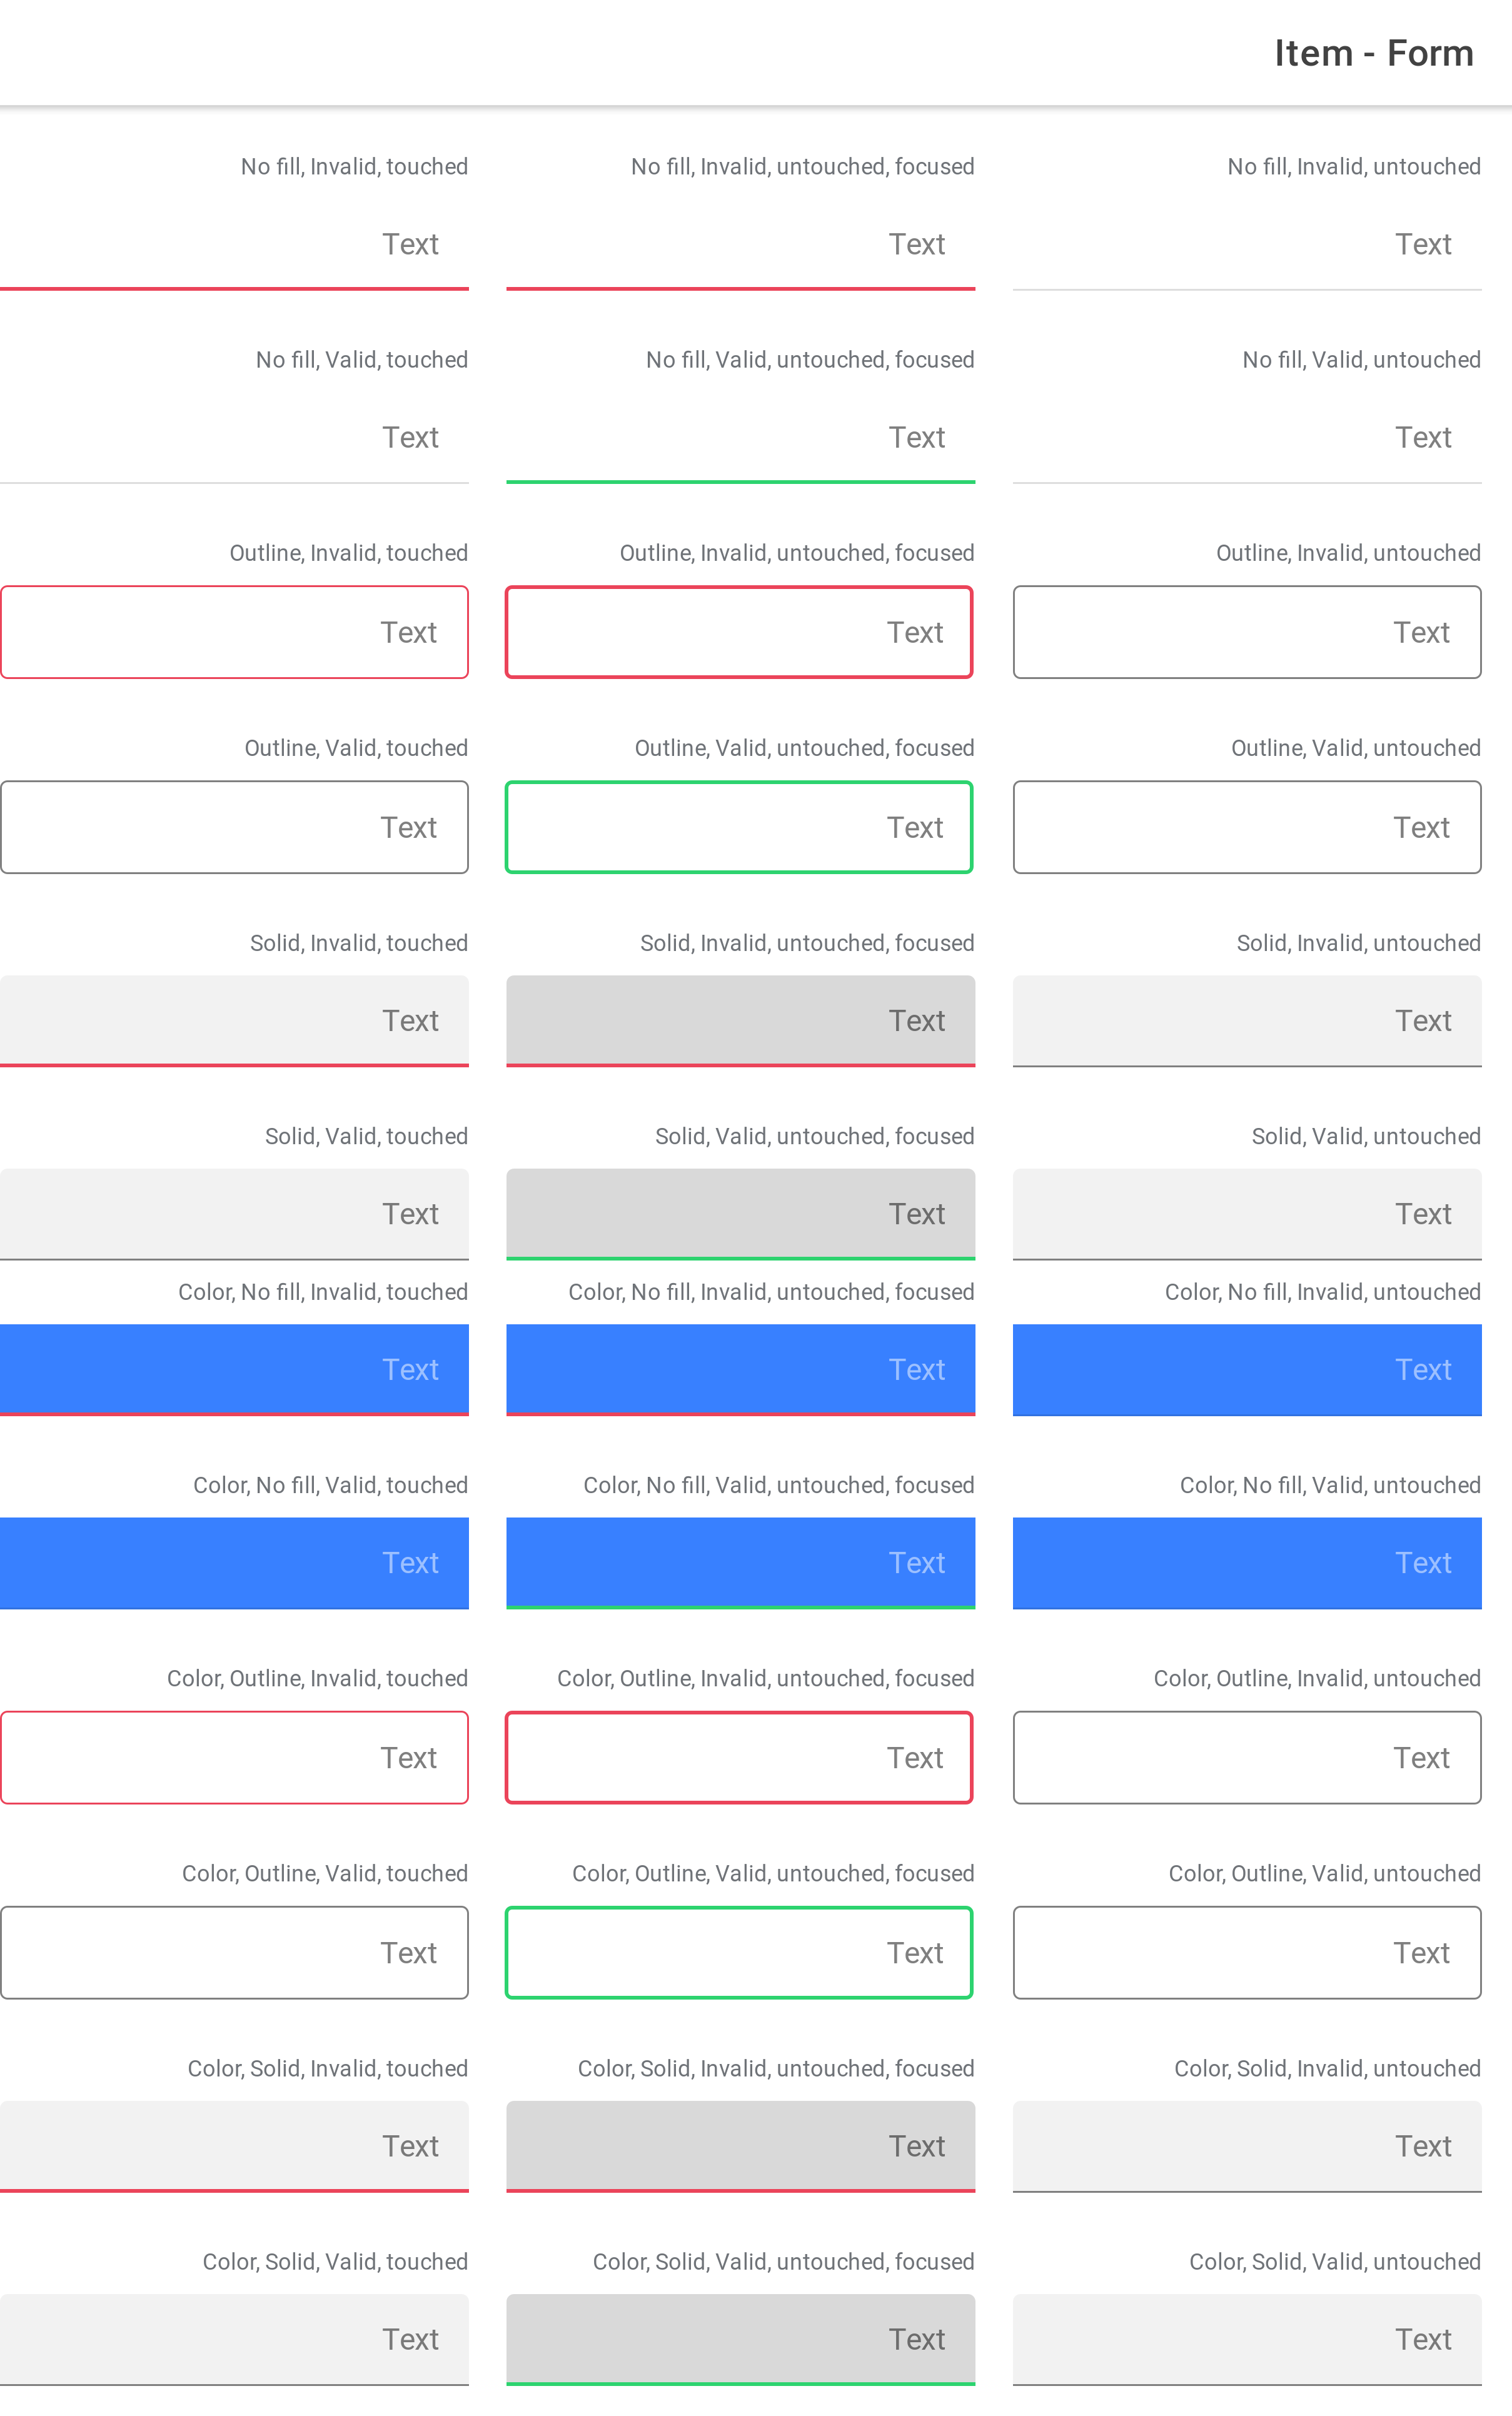 Item - Form
No fill, Invalid, touched
Text
No fill, Invalid, untouched, focused
Text
No fill, Invalid, untouched
Text
No fill, Valid, touched
Text
No fill, Valid, untouched, focused
Text
No fill, Valid, untouched
Text
Outline, Invalid, touched
Text
Outline, Invalid, untouched, focused
Text
Outline, Invalid, untouched
Text
Outline, Valid, touched
Text
Outline, Valid, untouched, focused
Text
Outline, Valid, untouched
Text
Solid, Invalid, touched
Text
Solid, Invalid, untouched, focused
Text
Solid, Invalid, untouched
Text
Solid, Valid, touched
Text
Solid, Valid, untouched, focused
Text
Solid, Valid, untouched
Text
Color, No fill, Invalid, touched
Text
Color, No fill, Invalid, untouched, focused
Text
Color, No fill, Invalid, untouched
Text
Color, No fill, Valid, touched
Text
Color, No fill, Valid, untouched, focused
Text
Color, No fill, Valid, untouched
Text
Color, Outline, Invalid, touched
Text
Color, Outline, Invalid, untouched, focused
Text
Color, Outline, Invalid, untouched
Text
Color, Outline, Valid, touched
Text
Color, Outline, Valid, untouched, focused
Text
Color, Outline, Valid, untouched
Text
Color, Solid, Invalid, touched
Text
Color, Solid, Invalid, untouched, focused
Text
Color, Solid, Invalid, untouched
Text
Color, Solid, Valid, touched
Text
Color, Solid, Valid, untouched, focused
Text
Color, Solid, Valid, untouched
Text